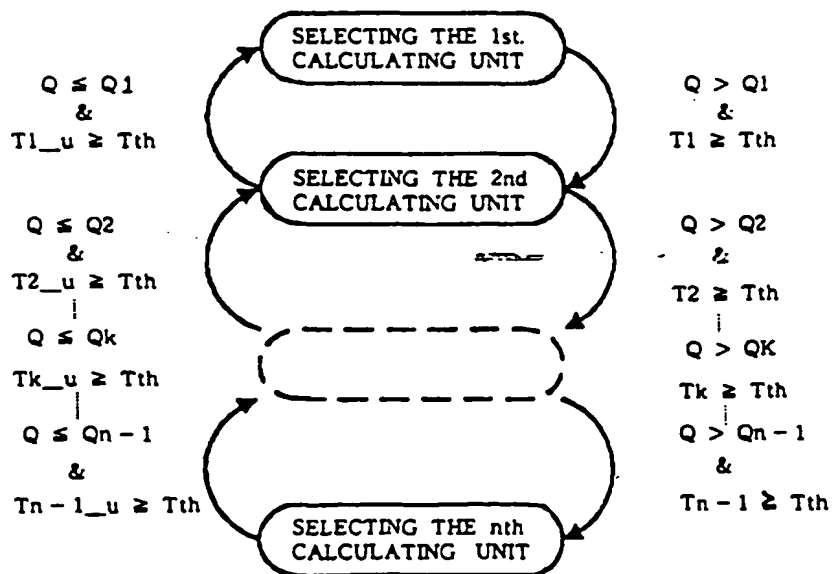 SELECTING THE 1st.
CALCULATING UNIT
Q ≤ Q1
&
T1_u ≧ Tth
Q > Q1
&
T1 ≧ Tth
SELECTING THE 2nd
CALCULATING UNIT
Q ≤ Q2
&
T2_u ≧ Tth
Q ≤ Qk
Tk_u ≧ Tth
Q ≤ Qn-1
&
Tn-1_u ≧ Tth
Q > Q2
&
T2 ≧ Tth
Q > QK
Tk ≧ Tth
Q > Qn-1
&
Tn-1 ≧ Tth
SELECTING THE nth
CALCULATING UNIT